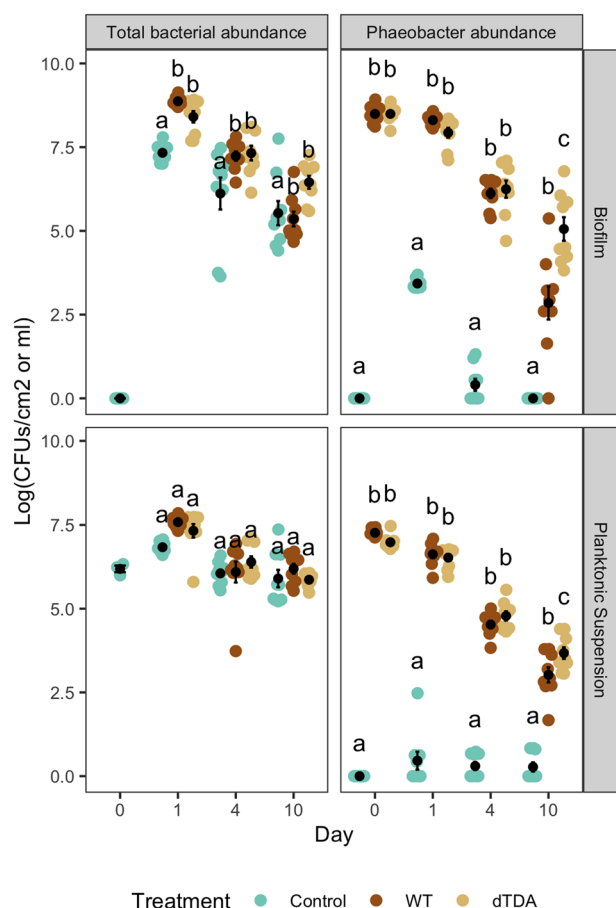 Total bacterial abundance Phaeobacter abundance
10.0
7.5
5.0
2.5
0.0
a b b
a b b
a b b
b b
b b
b b
b c
a a a a
Biofilm
10.0
7.5
5.0
2.5
0.0
a a a
a a a
a a a
b b
b b
b b
b c
a a a a
Planktonic Suspension
Log(CFUs/cm2 or ml)
0 1 4 10 0 1 4 10
Day
Treatment Control WT dTDA